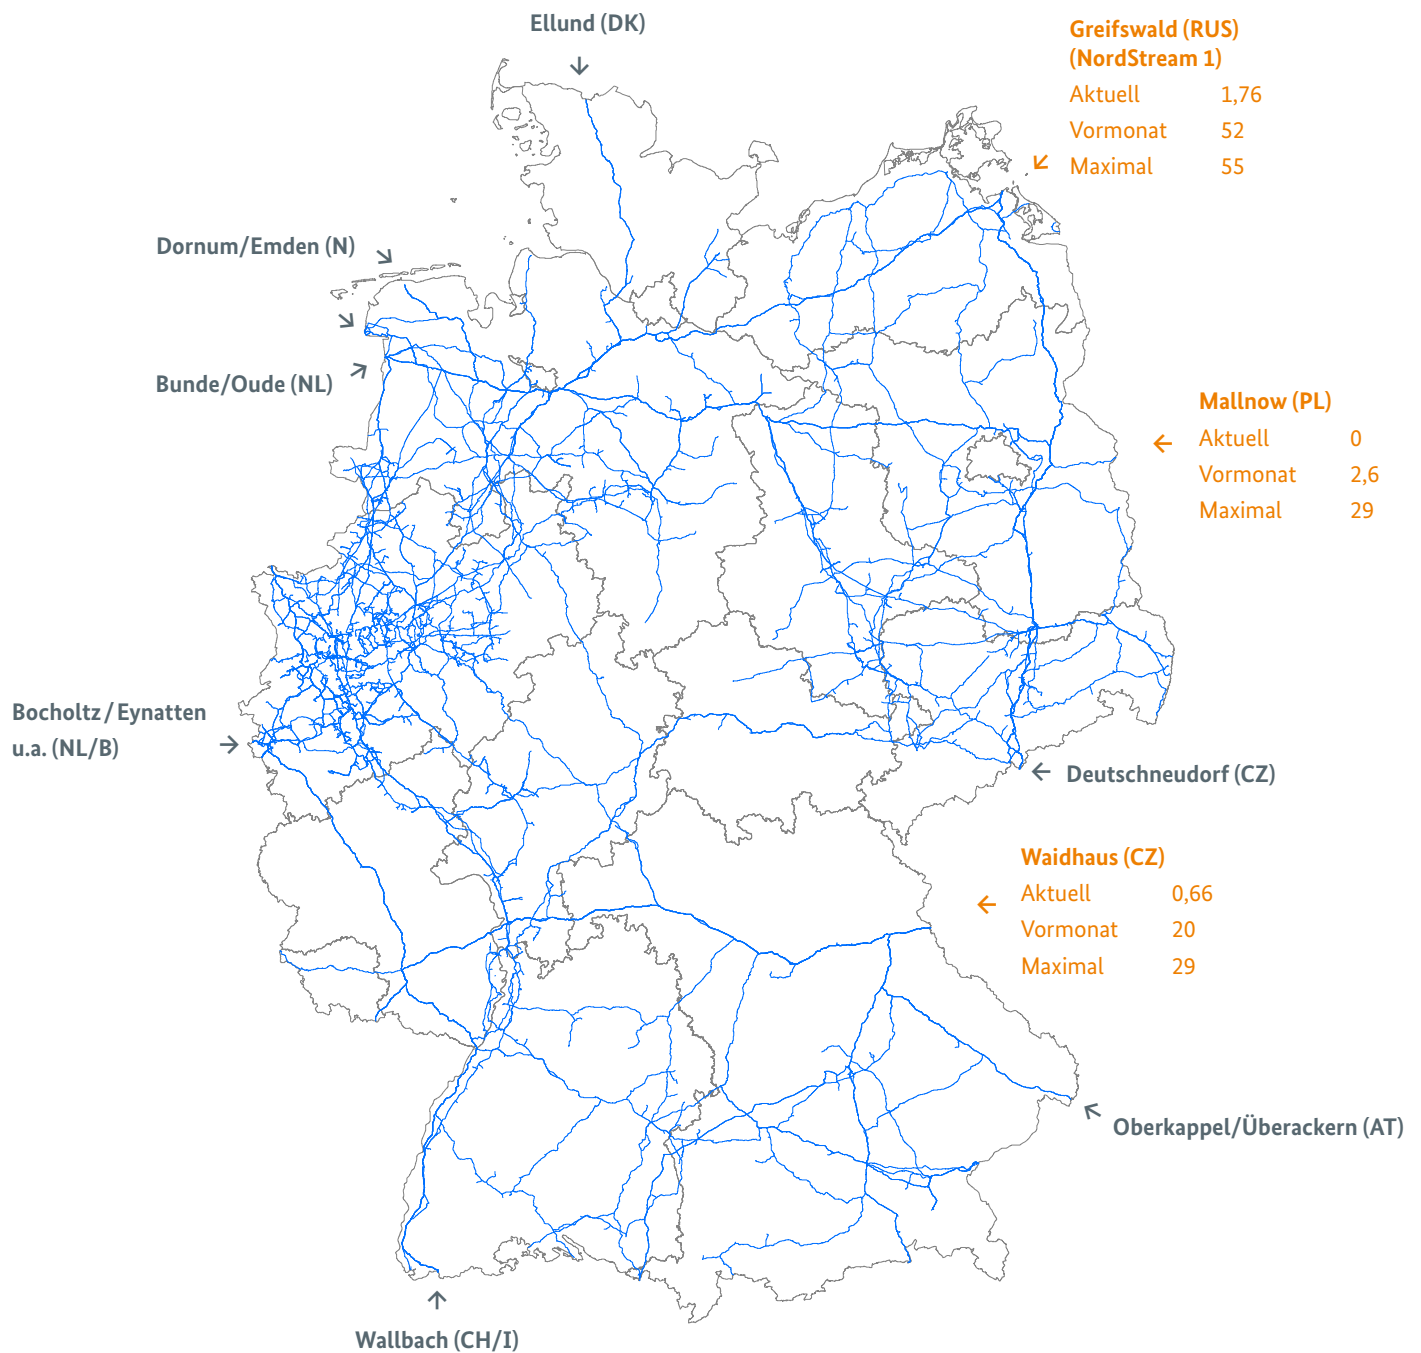 Ellund (DK)
Greifswald (RUS)
(NordStream 1)
Aktuell 1,76
Vormonat 52
Maximal 55
Dornum/Emden (N)
Bunde/Oude (NL)
Mallnow (PL)
Aktuell 0
Vormonat 2,6
Maximal 29
Bocholtz / Eynatten
u.a. (NL/B)
Deutschneudorf (CZ)
Waidhaus (CZ)
Aktuell 0,66
Vormonat 20
Maximal 29
Oberkappel/Überackern (AT)
Wallbach (CH/I)